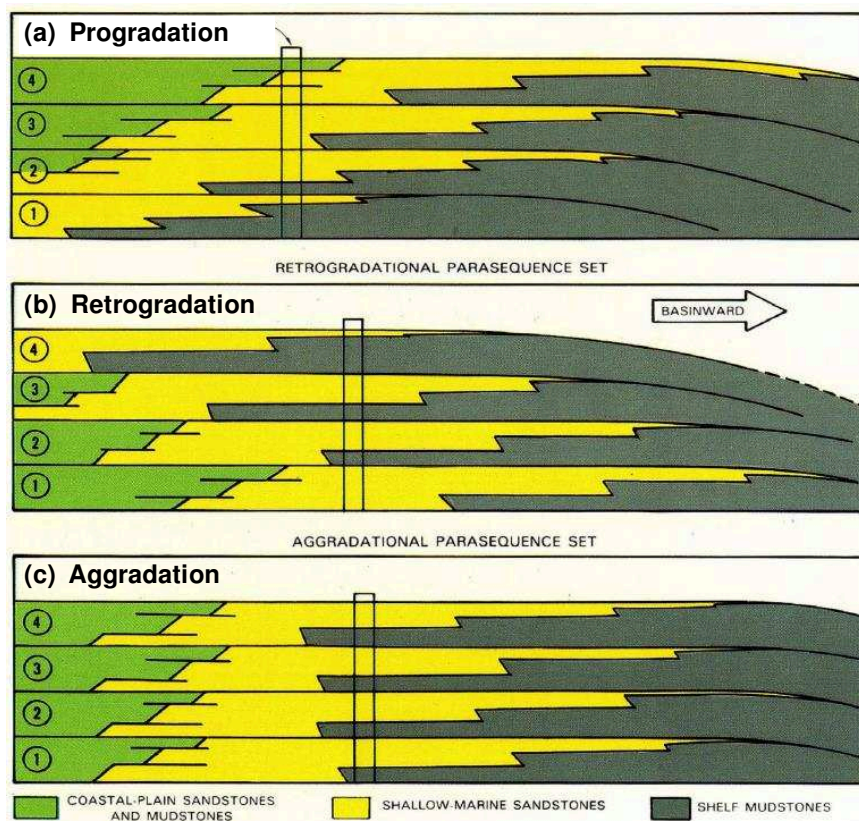 (a) Progradation
4
3
2
1
RETROGRADATIONAL PARASEQUENCE SET
(b) Retrogradation
BASINWARD
4
3
2
1
AGGRADATIONAL PARASEQUENCE SET
(c) Aggradation
4
3
2
1
COASTAL-PLAIN SANDSTONES
AND MUDSTONES
SHALLOW-MARINE SANDSTONES
SHELF MUDSTONES